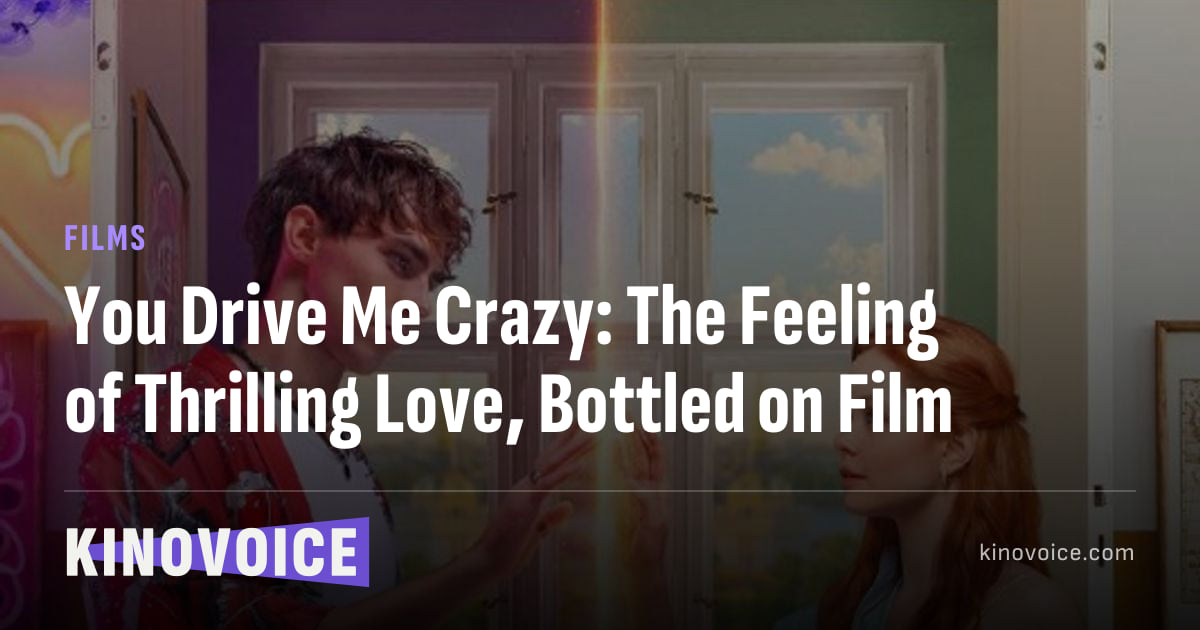 FILMS
You Drive Me Crazy: The Feeling
of Thrilling Love, Bottled on Film
KINOVOICE
kinovoice.com